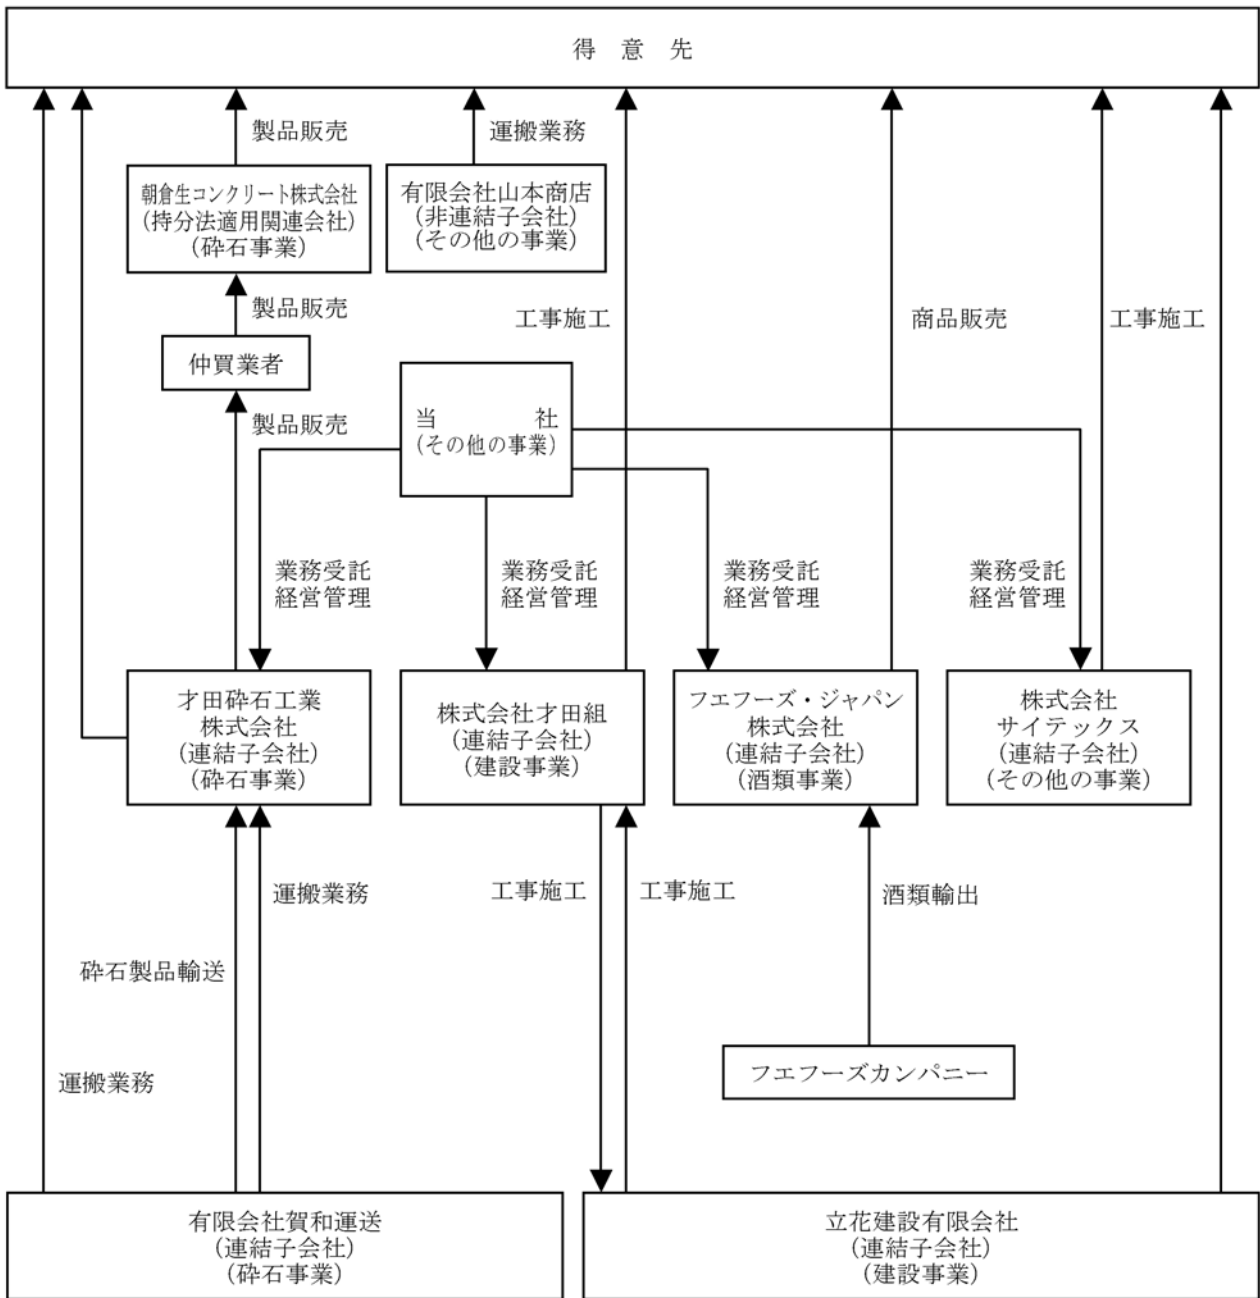 得意先
製品販売
運搬業務
朝倉生コンクリート株式会社
(持分法適用関連会社)
(砕石事業)
有限会社山本商店
(非連結子会社)
(その他の事業)
製品販売
工事施工
商品販売
工事施工
仲買業者
製品販売
当社
(その他の事業)
業務受託
経営管理
業務受託
経営管理
業務受託
経営管理
業務受託
経営管理
才田砕石工業
株式会社
(連結子会社)
(砕石事業)
株式会社才田組
(連結子会社)
(建設事業)
フエフーズ・ジャパン
株式会社
(連結子会社)
(酒類事業)
株式会社
サイテックス
(連結子会社)
(その他の事業)
運搬業務
工事施工
工事施工
酒類輸出
砕石製品輸送
運搬業務
フエフーズカンパニー
有限会社賀和運送
(連結子会社)
(砕石事業)
立花建設有限会社
(連結子会社)
(建設事業)